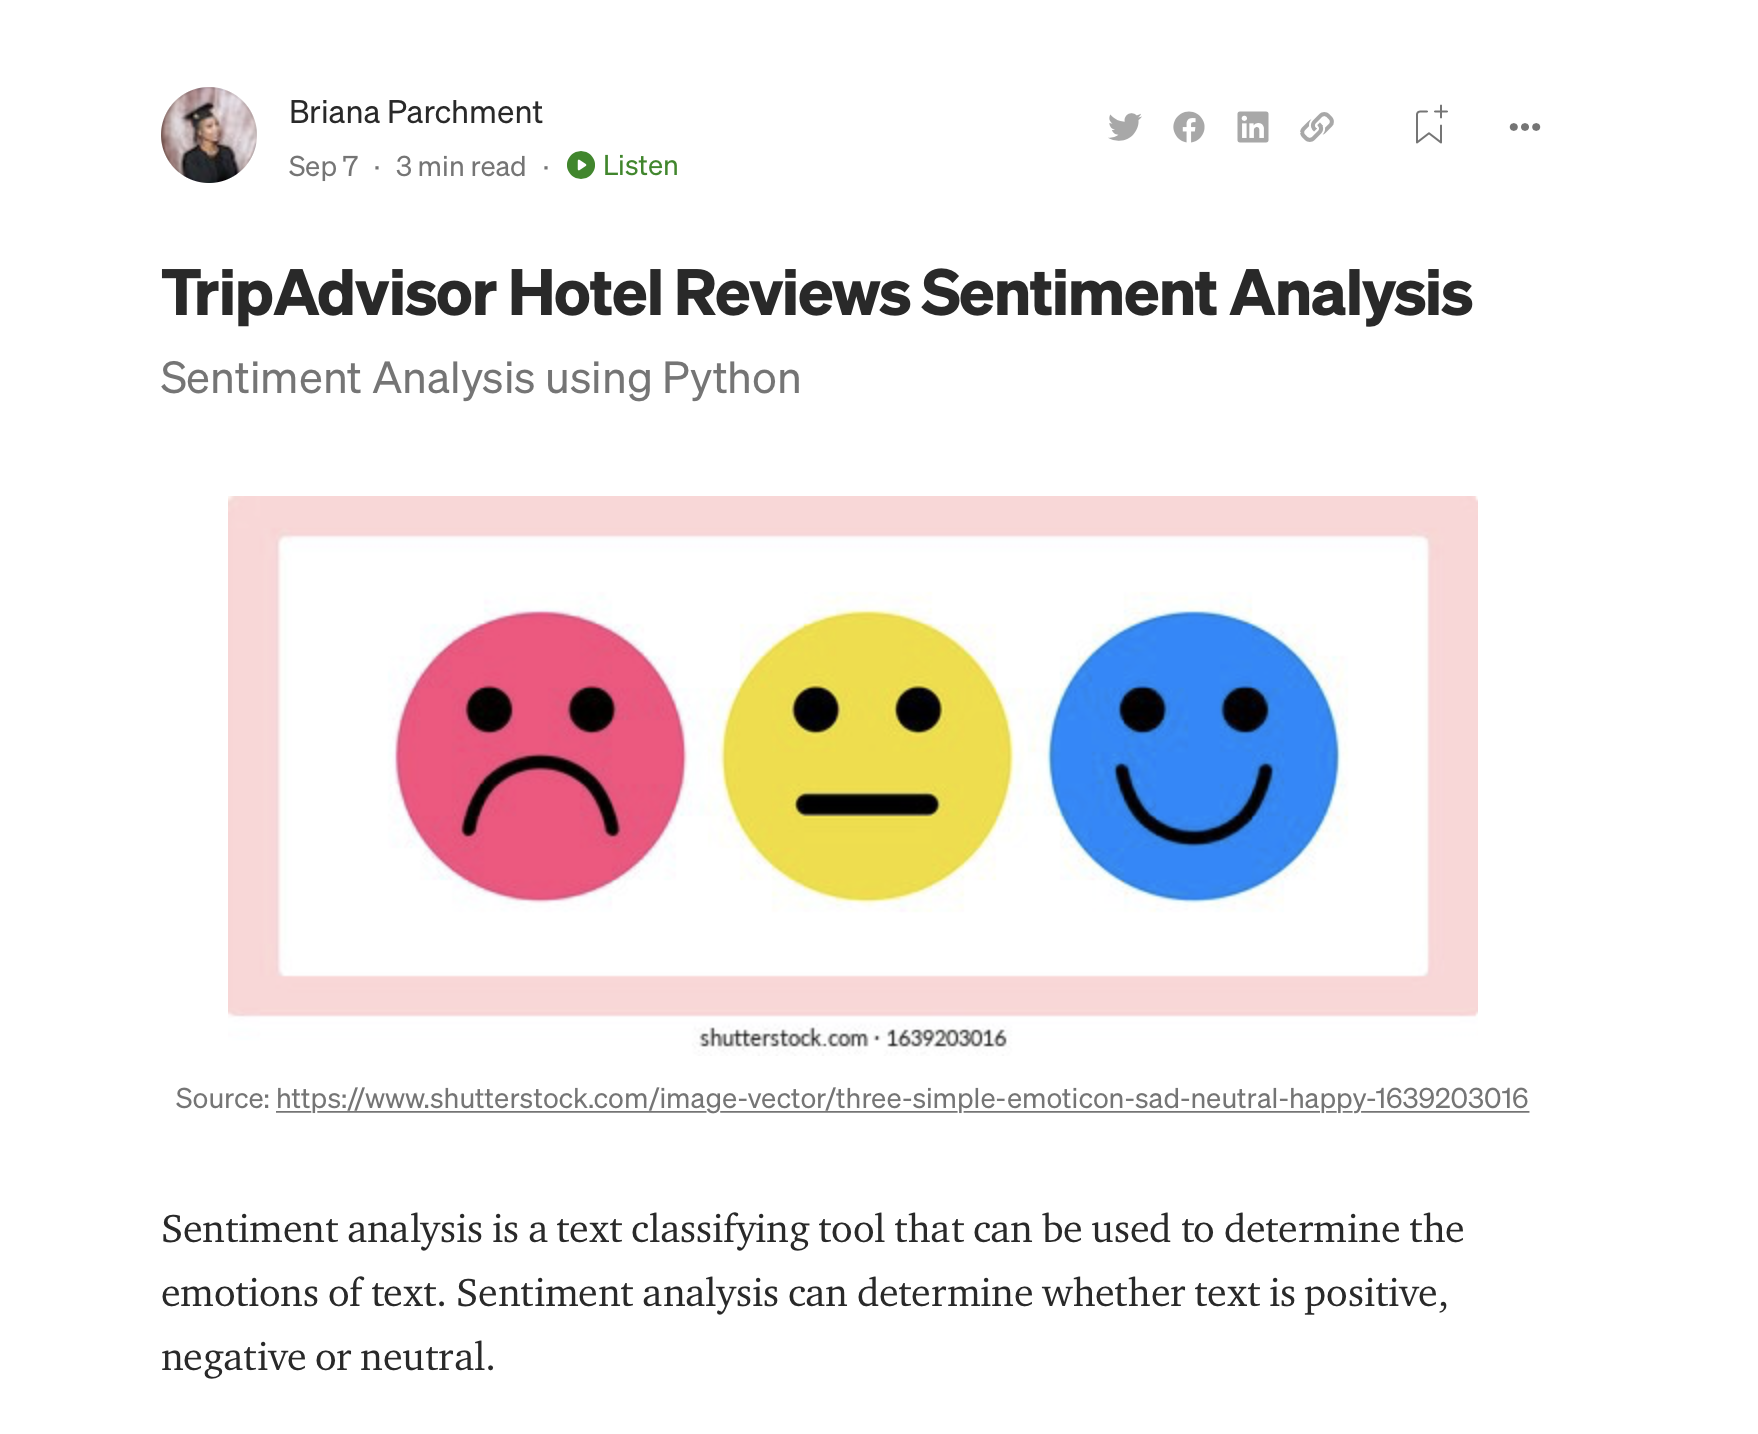 Briana Parchment
Sep 7 · 3 min read · Listen
TripAdvisor Hotel Reviews Sentiment Analysis
Sentiment Analysis using Python
shutterstock.com · 1639203016
Source: https://www.shutterstock.com/image-vector/three-simple-emoticon-sad-neutral-happy-1639203016
Sentiment analysis is a text classifying tool that can be used to determine the
emotions of text. Sentiment analysis can determine whether text is positive,
negative or neutral.